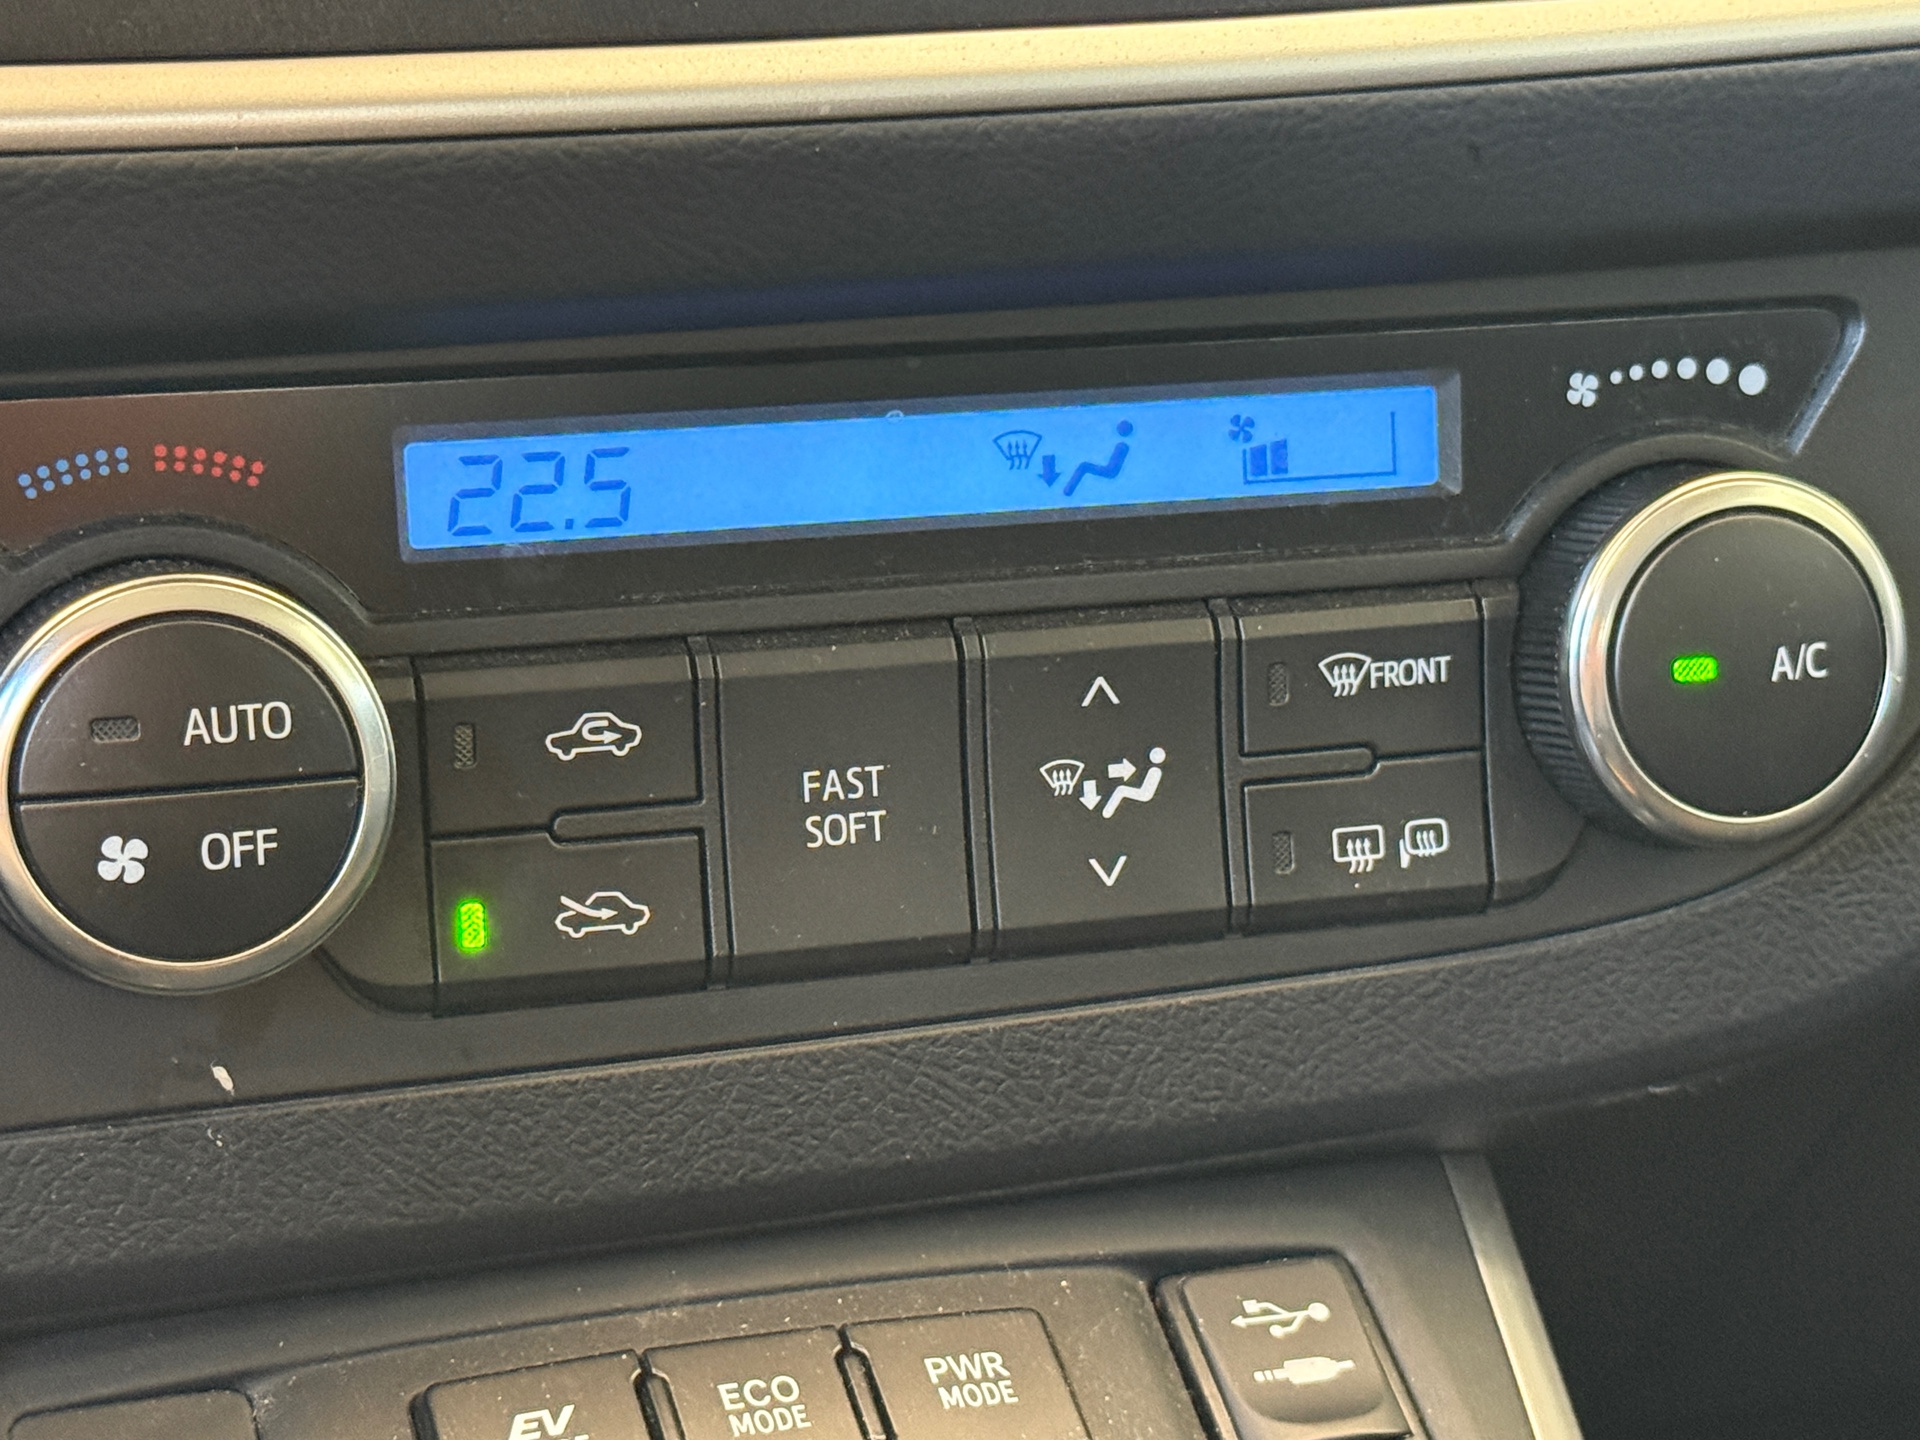 22.5
AUTO
OFF
FAST
SOFT
FRONT
A/C
EV
ECO
MODE
PWR
MODE